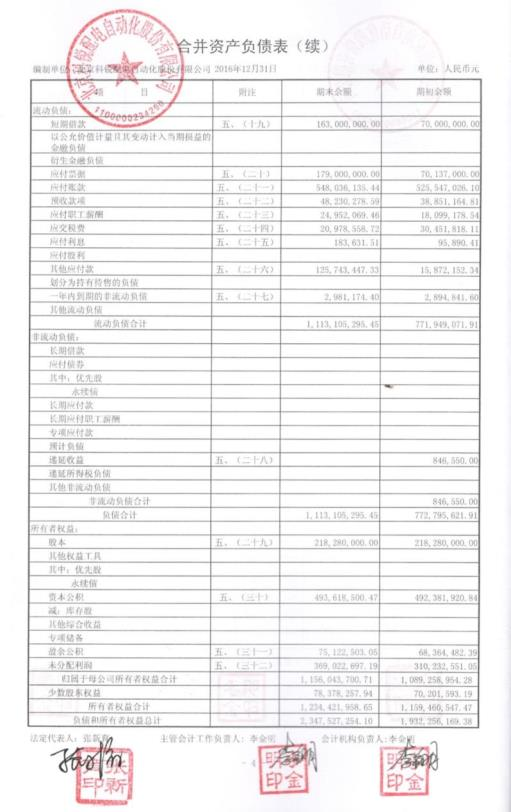 合并资产负债表（续）
编制单位：北京科锐配电自动化股份有限公司 2016年12月31日 单位：人民币元
项 目 附注 期末余额 期初余额
流动负债：
短期借款 五、（十九） 163,000,000.00 70,000,000.00
以公允价值计量且其变动计入当期损益的
金融负债
衍生金融负债
应付票据 五、（二十） 179,000,000.00 70,137,000.00
应付账款 五、（二十一） 548,036,135.44 525,547,026.10
预收款项 五、（二十二） 48,230,278.59 38,851,164.81
应付职工薪酬 五、（二十三） 24,952,069.46 18,099,178.54
应交税费 五、（二十四） 20,978,558.72 30,451,818.11
应付利息 五、（二十五） 183,631.51 95,890.41
应付股利
其他应付款 五、（二十六） 125,743,447.33 15,872,152.34
划分为持有待售的负债
一年内到期的非流动负债 五、（二十七） 2,981,174.40 2,894,841.60
其他流动负债
流动负债合计 1,113,105,295.45 771,949,071.91
非流动负债：
长期借款
应付债券
其中：优先股
永续债
长期应付款
长期应付职工薪酬
专项应付款
预计负债
递延收益 五、（二十八） 846,550.00
递延所得税负债
其他非流动负债
非流动负债合计 846,550.00
负债合计 1,113,105,295.45 772,795,621.91
所有者权益：
股本 五、（二十九） 218,280,000.00 218,280,000.00
其他权益工具
其中：优先股
永续债
资本公积 五、（三十） 493,618,500.47 492,381,920.84
减：库存股
其他综合收益
专项储备
盈余公积 五、（三十一） 75,122,503.05 68,364,482.39
未分配利润 五、（三十二） 369,022,697.19 310,232,551.05
归属于母公司所有者权益合计 1,156,043,700.71 1,089,258,954.28
少数股东权益 78,378,257.94 70,201,593.19
所有者权益合计 1,234,421,958.65 1,159,460,547.47
负债和所有者权益总计 2,347,527,254.10 1,932,256,169.38
法定代表人：张新育 主管会计工作负责人：李金明 会计机构负责人：李金明
- 4